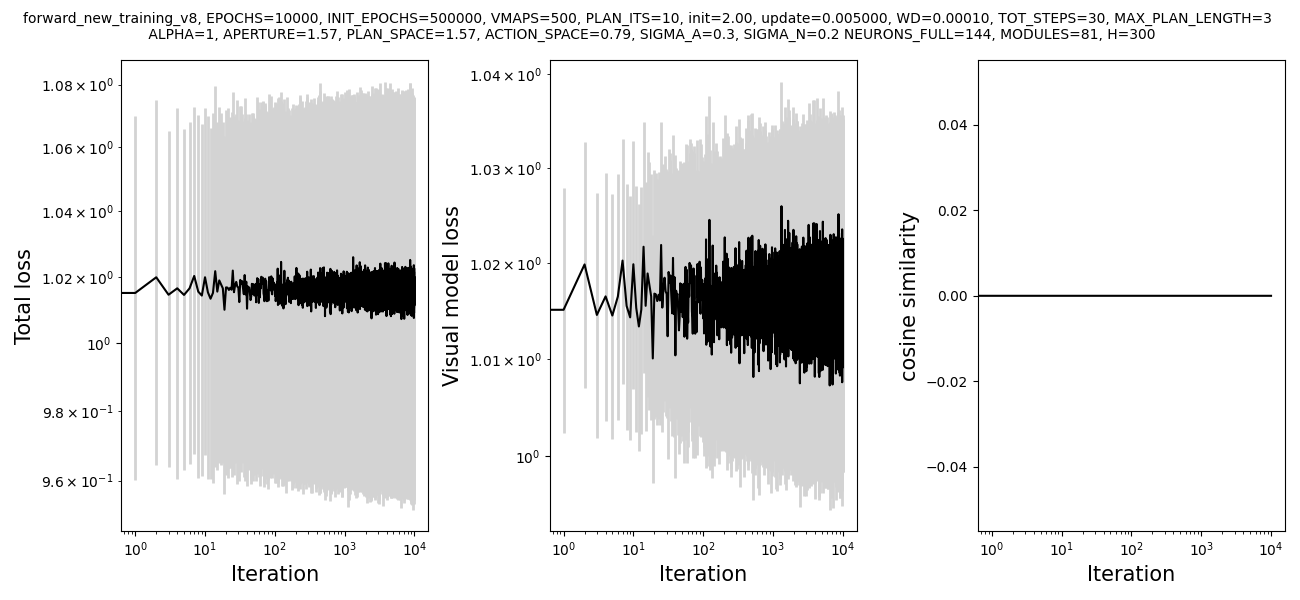 forward_new_training_v8, EPOCHS=10000, INIT_EPOCHS=500000, VMAPS=500, PLAN_ITS=10, init=2.00, update=0.005000, WD=0.00010, TOT_STEPS=30, MAX_PLAN_LENGTH=3
ALPHA=1, APERTURE=1.57, PLAN_SPACE=1.57, ACTION_SPACE=0.79, SIGMA_A=0.3, SIGMA_N=0.2 NEURONS_FULL=144, MODULES=81, H=300
Total loss
1.08 × 10⁰
1.06 × 10⁰
1.04 × 10⁰
1.02 × 10⁰
10⁰
9.8 × 10⁻¹
9.6 × 10⁻¹
10⁰ 10¹ 10² 10³ 10⁴
Iteration
Visual model loss
1.04 × 10⁰
1.03 × 10⁰
1.02 × 10⁰
1.01 × 10⁰
10⁰
10⁰ 10¹ 10² 10³ 10⁴
Iteration
cosine similarity
0.04
0.02
0.00
−0.02
−0.04
10⁰ 10¹ 10² 10³ 10⁴
Iteration